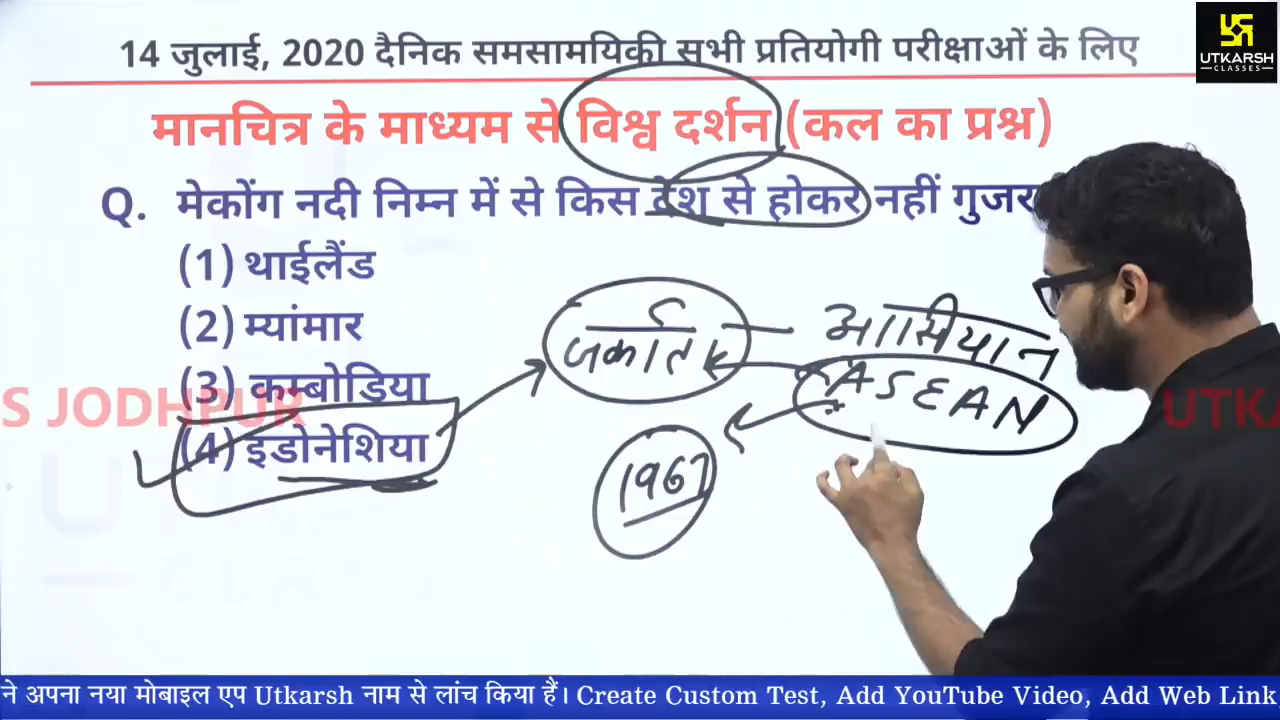 14 जुलाई, 2020 दैनिक समसामयिकी सभी प्रतियोगी परीक्षाओं के लिए
UTKARSH
CLASSES
मानचित्र के माध्यम से विश्व दर्शन (कल का प्रश्न)
Q. मेकोंग नदी निम्न में से किस देश से होकर नहीं गुजर
(1) थाईलैंड
(2) म्यांमार
(3) कम्बोडिया
(4) इंडोनेशिया
जकार्ता
आसियान
ASEAN
1967
S JODHPUR
UTKA
ने अपना नया मोबाइल एप Utkarsh नाम से लांच किया हैं। Create Custom Test, Add YouTube Video, Add Web Link,